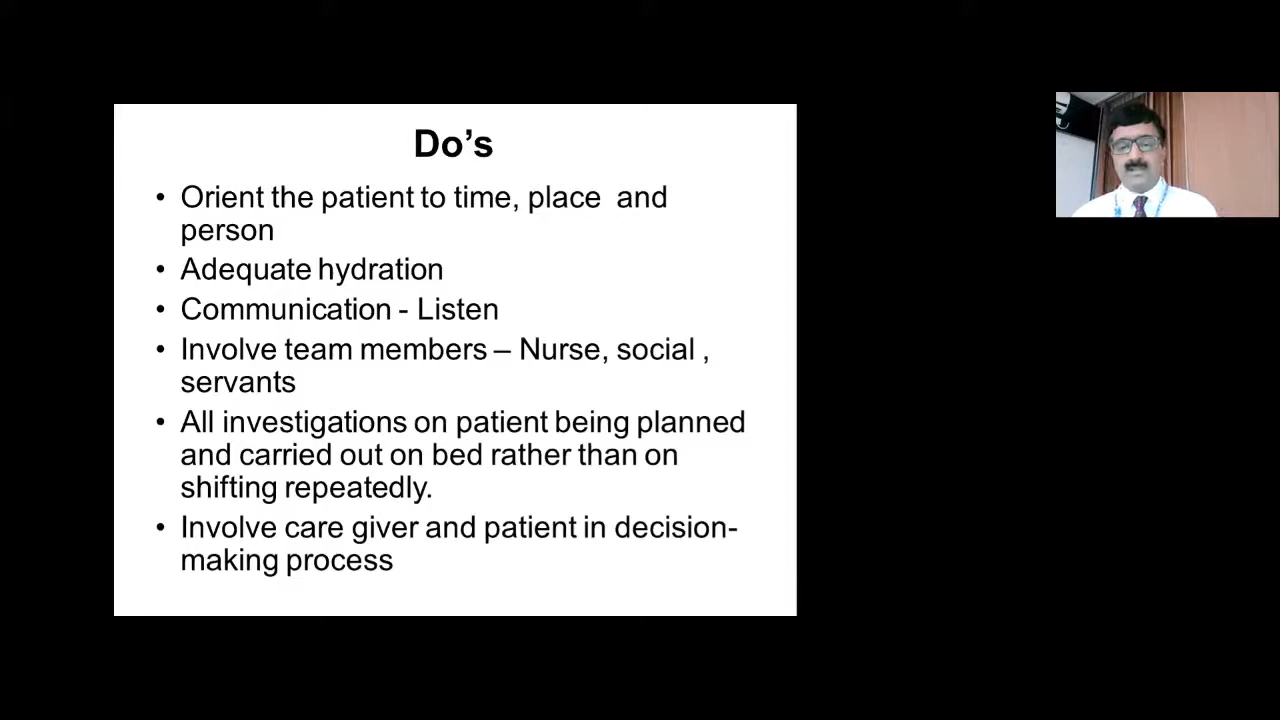 Do’s
• Orient the patient to time, place  and
person
• Adequate hydration
• Communication - Listen
• Involve team members – Nurse, social ,
servants
• All investigations on patient being planned
and carried out on bed rather than on
shifting repeatedly.
• Involve care giver and patient in decision-
making process